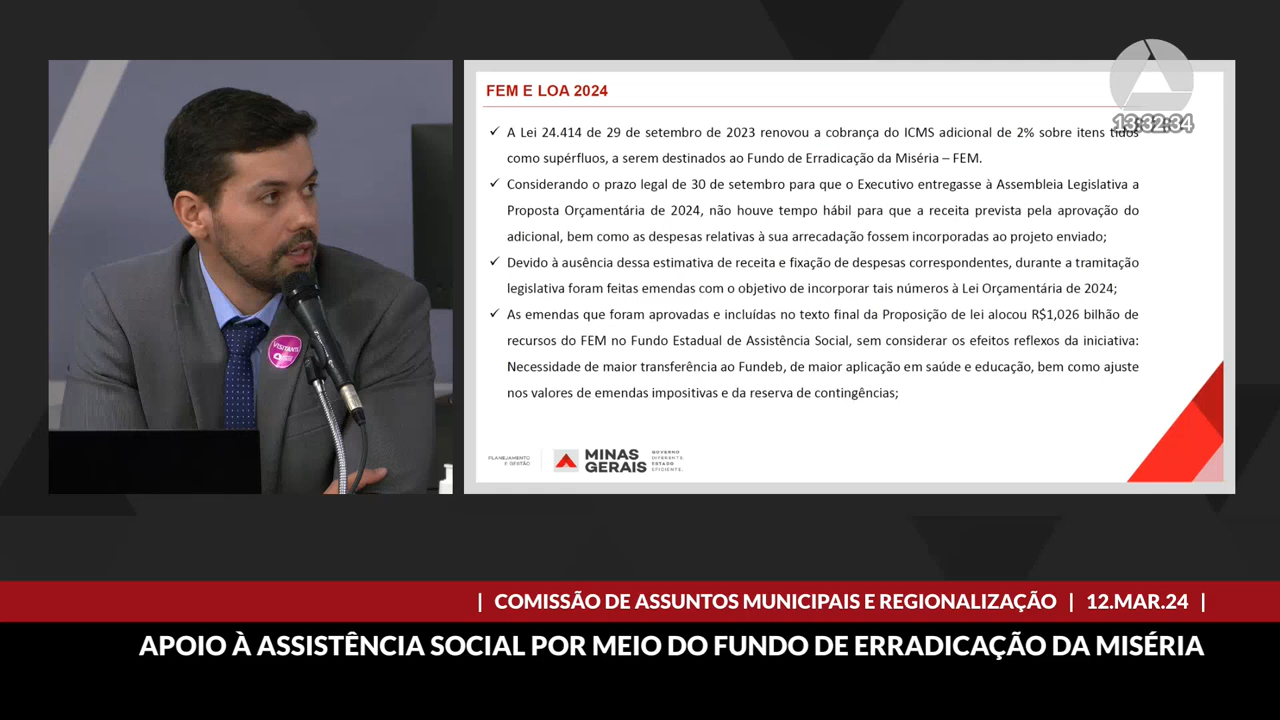 FEM E LOA 2024
13:32:34
✓ A Lei 24.414 de 29 de setembro de 2023 renovou a cobrança do ICMS adicional de 2% sobre itens tidos
como supérfluos, a serem destinados ao Fundo de Erradicação da Miséria – FEM.
✓ Considerando o prazo legal de 30 de setembro para que o Executivo entregasse à Assembleia Legislativa a
Proposta Orçamentária de 2024, não houve tempo hábil para que a receita prevista pela aprovação do
adicional, bem como as despesas relativas à sua arrecadação fossem incorporadas ao projeto enviado;
✓ Devido à ausência dessa estimativa de receita e fixação de despesas correspondentes, durante a tramitação
legislativa foram feitas emendas com o objetivo de incorporar tais números à Lei Orçamentária de 2024;
✓ As emendas que foram aprovadas e incluídas no texto final da Proposição de lei alocou R$1,026 bilhão de
recursos do FEM no Fundo Estadual de Assistência Social, sem considerar os efeitos reflexos da iniciativa:
Necessidade de maior transferência ao Fundeb, de maior aplicação em saúde e educação, bem como ajuste
nos valores de emendas impositivas e da reserva de contingências;
VISITANTE
PLANEJAMENTO
E GESTÃO
MINAS
GERAIS
GOVERNO
DIFERENTE
ESTADO
EFICIENTE.
| COMISSÃO DE ASSUNTOS MUNICIPAIS E REGIONALIZAÇÃO | 12.MAR.24 |
APOIO À ASSISTÊNCIA SOCIAL POR MEIO DO FUNDO DE ERRADICAÇÃO DA MISÉRIA